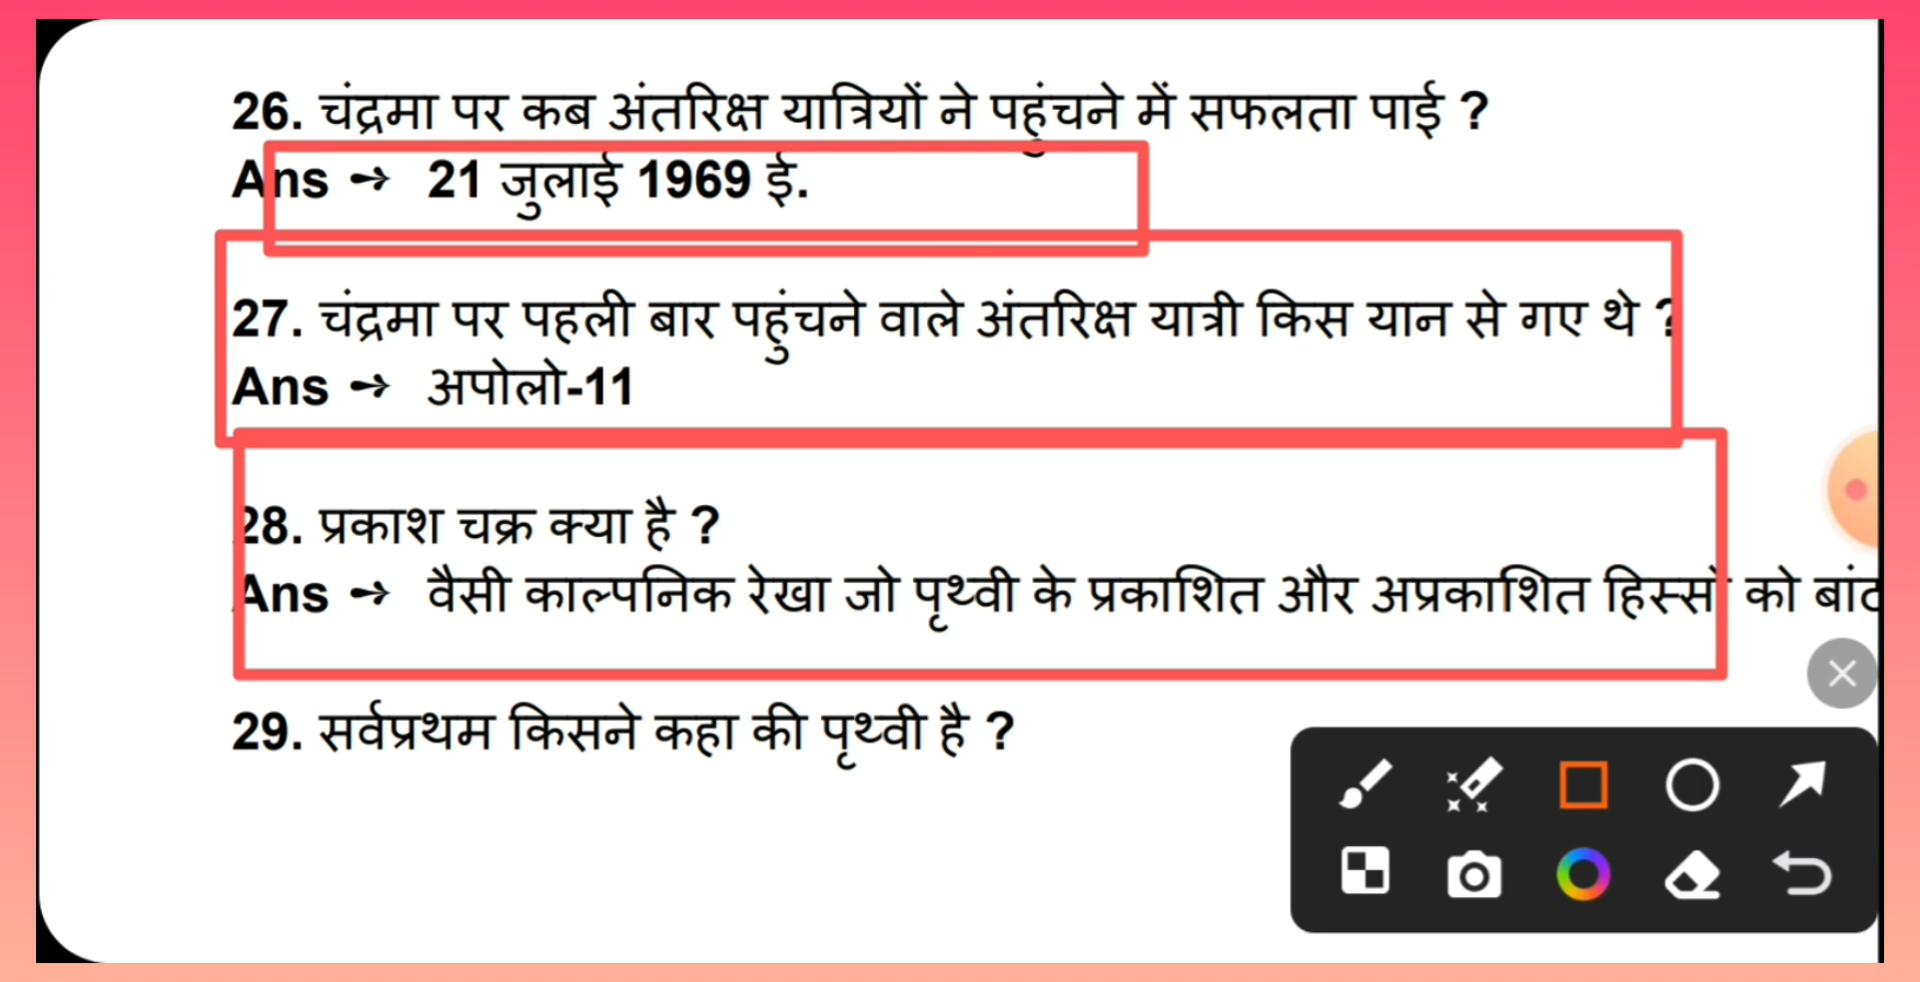 26. चंद्रमा पर कब अंतरिक्ष यात्रियों ने पहुंचने में सफलता पाई ?
Ans ➙ 21 जुलाई 1969 ई.
27. चंद्रमा पर पहली बार पहुंचने वाले अंतरिक्ष यात्री किस यान से गए थे ?
Ans ➙ अपोलो-11
28. प्रकाश चक्र क्या है ?
Ans ➙ वैसी काल्पनिक रेखा जो पृथ्वी के प्रकाशित और अप्रकाशित हिस्सों को
29. सर्वप्रथम किसने कहा की पृथ्वी है ?